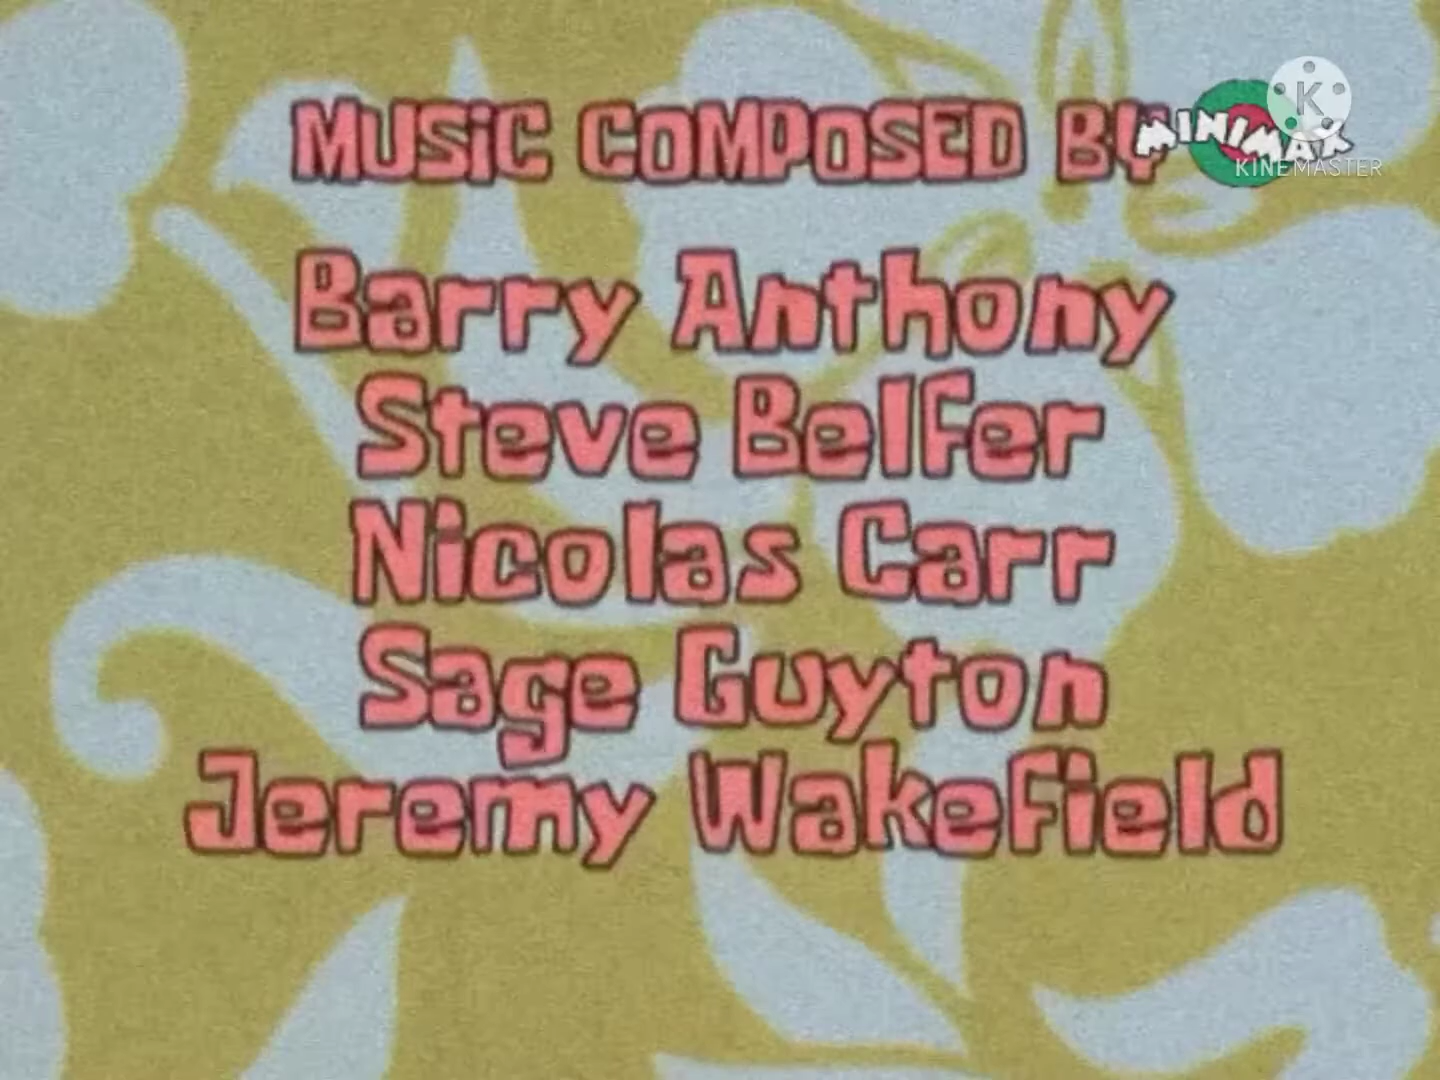 MUSiC COMPOSED BY
MINIMAX
K
KINEMASTER
Barry Anthony
Steve Belfer
Nicolas Carr
Sage Guyton
Jeremy Wakefield